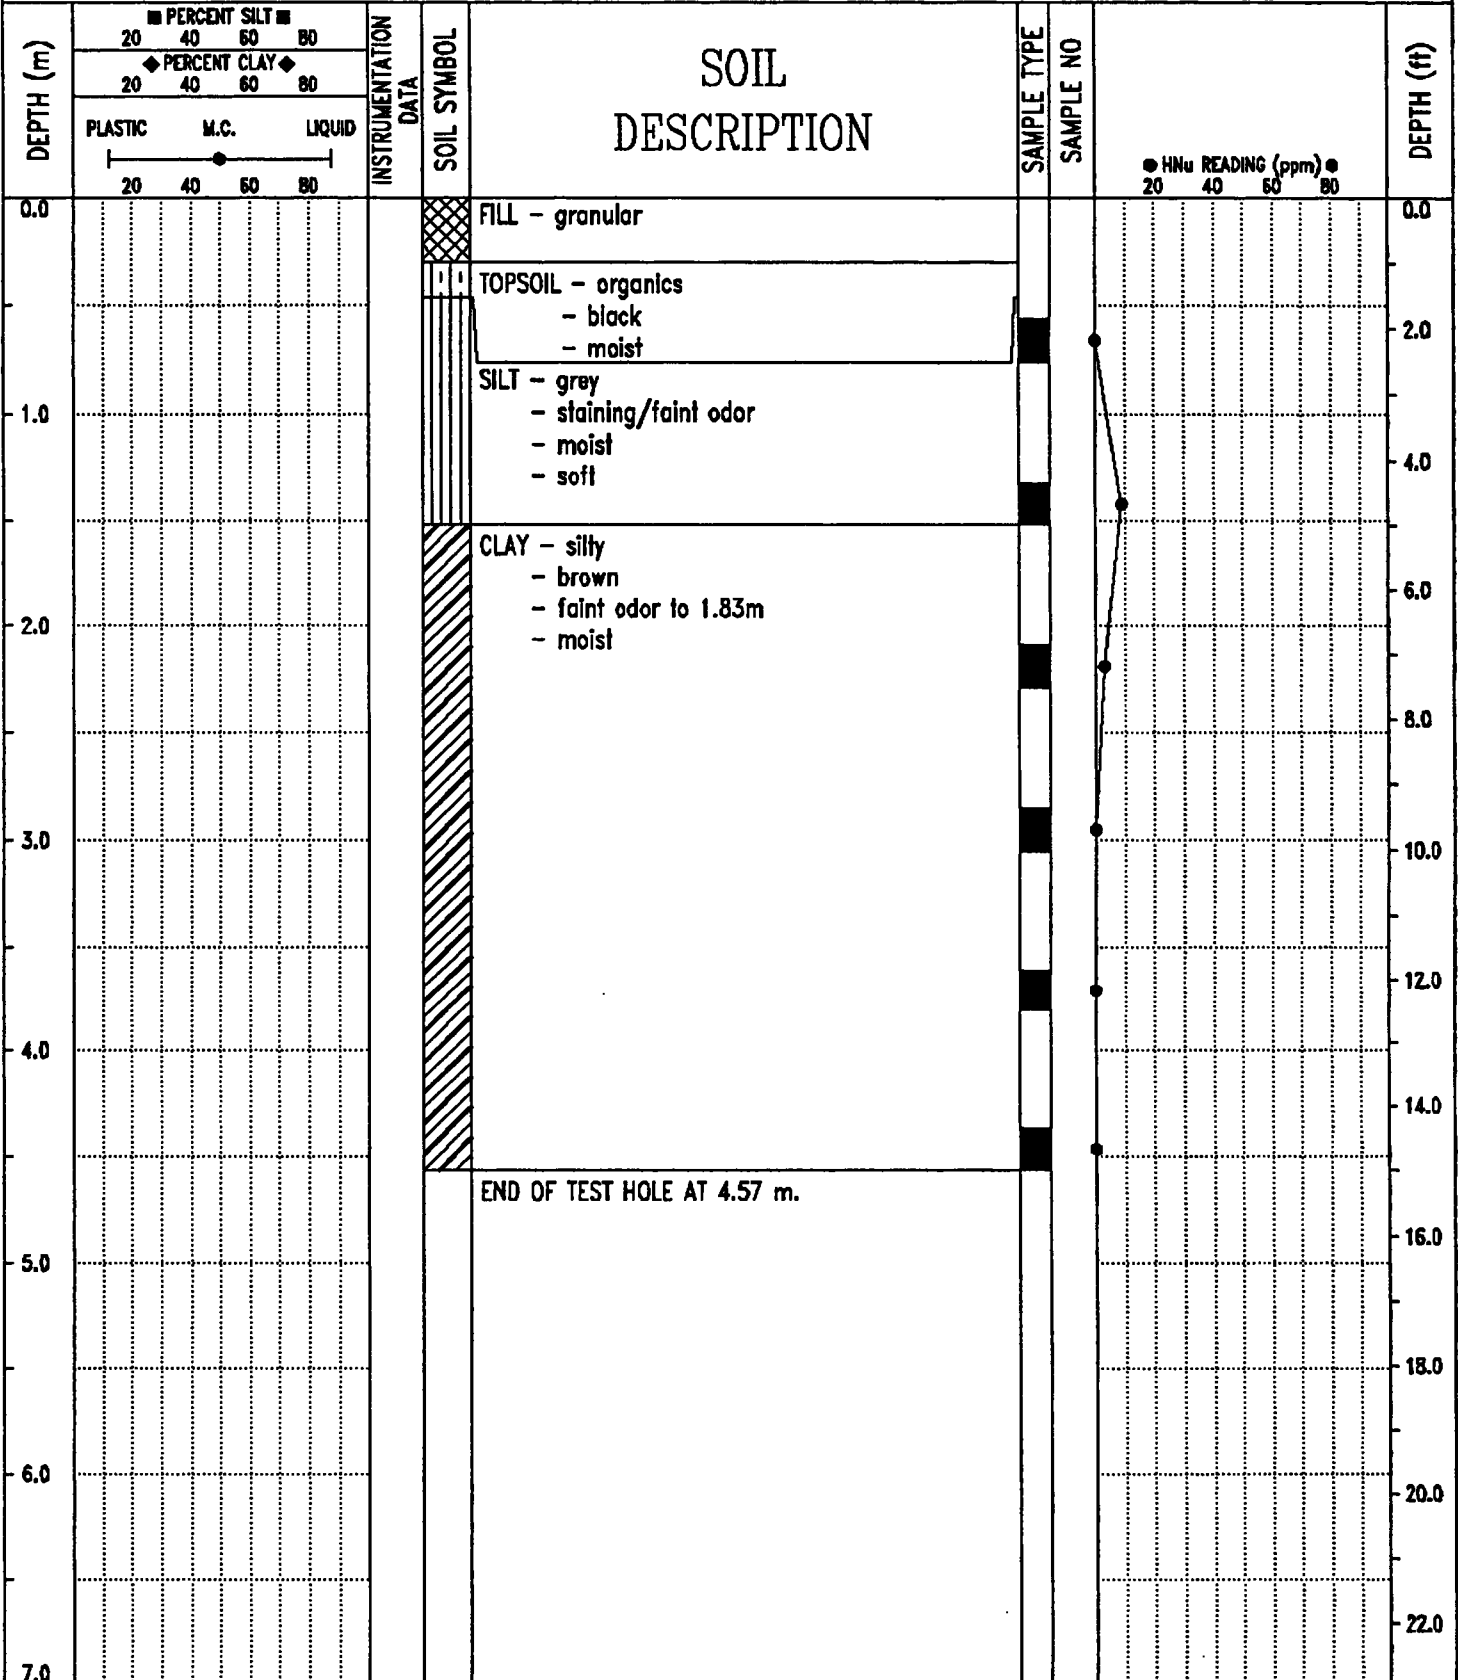 DEPTH (m)
■ PERCENT SILT ■
20 40 60 80
◆ PERCENT CLAY ◆
20 40 60 80
PLASTIC M.C. LIQUID
20 40 60 80
INSTRUMENTATION
DATA
SOIL SYMBOL
SOIL
DESCRIPTION
SAMPLE TYPE
SAMPLE NO
● HNu READING (ppm) ●
20 40 60 80
DEPTH (ft)
0.0
FILL - granular
0.0
TOPSOIL - organics
- black
- moist
2.0
SILT - grey
- staining/faint odor
1.0
- moist
4.0
- soft
CLAY - silty
- brown
6.0
- faint odor to 1.83m
2.0
- moist
8.0
3.0
10.0
12.0
4.0
14.0
END OF TEST HOLE AT 4.57 m.
16.0
5.0
18.0
6.0
20.0
22.0
7.0